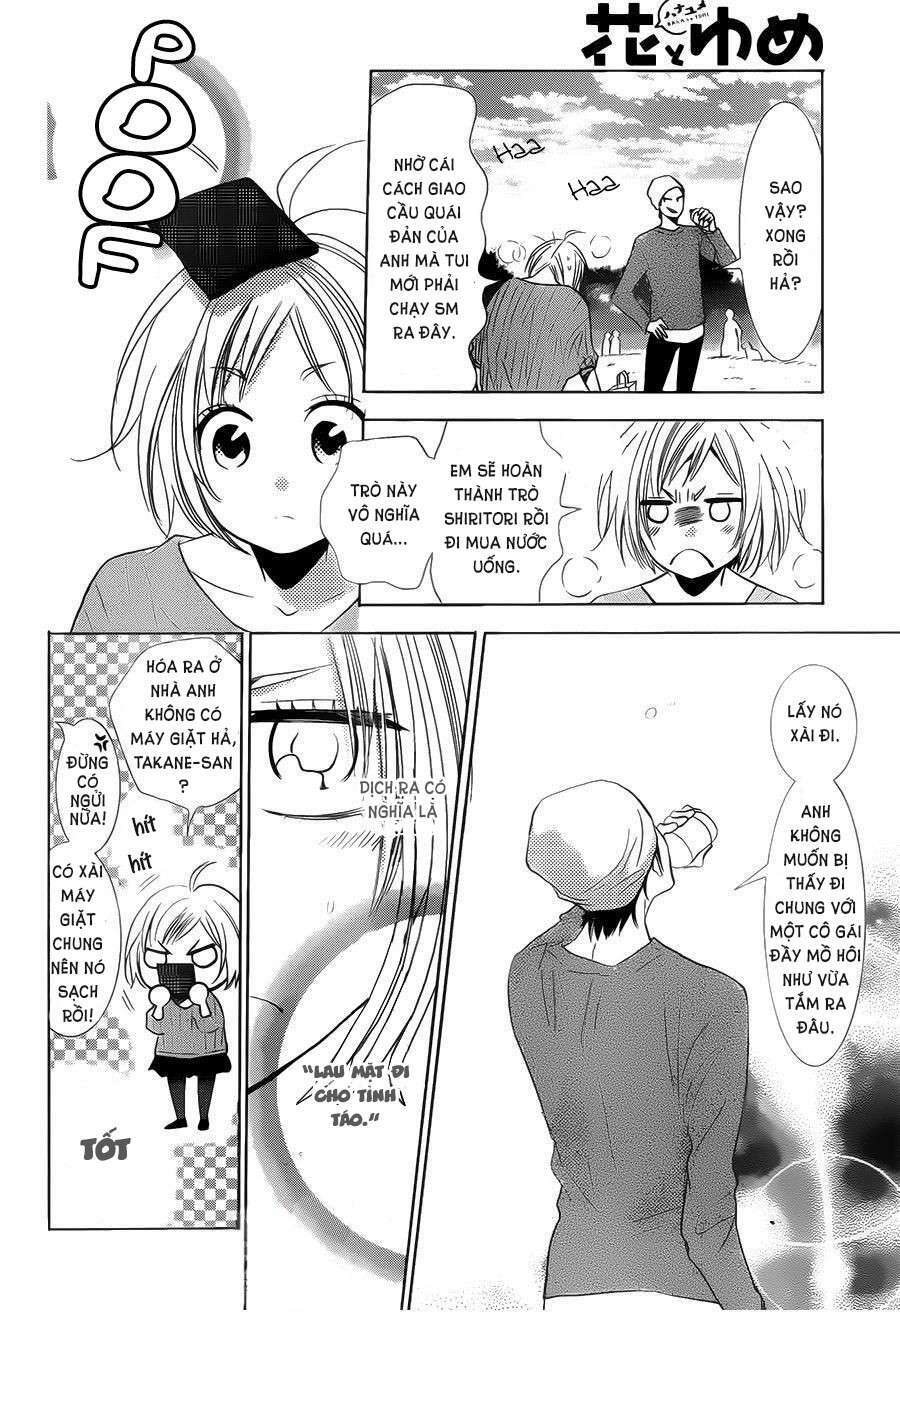 花とゆめ
SAO
VẬY?
XONG
RỒI
HẢ?
Haa
Haa
NHỜ CÁI
CÁCH GIAO
CẦU QUÁI
ĐẢN CỦA
ANH MÀ TUI
MỚI PHẢI
CHẠY SM
RA ĐÂY.
POOF
EM SẼ HOÀN
THÀNH TRÒ
SHIRITORI RỒI
ĐI MUA NƯỚC
UỐNG.
TRÒ NÀY
VÔ NGHĨA
QUÁ...
LẤY NÓ
XÀI ĐI.
ANH
KHÔNG
MUỐN BỊ
THẤY ĐI
CHUNG VỚI
MỘT CÔ GÁI
ĐẦY MỒ HÔI
NHƯ VỪA
TẮM RA
ĐÂU.
DỊCH RA CÓ
NGHĨA LÀ
"LAU MẶT ĐI
CHO TỈNH
TÁO."
HÓA RA Ở
NHÀ ANH
KHÔNG CÓ
MÁY GIẶT HẢ,
TAKANE-SAN
?
hít
hít
ĐỪNG
CÓ
NGỬI
NỮA!
CÓ XÀI
MÁY
GIẶT
CHUNG
NÊN NÓ
SẠCH
RỒI!
TỐT